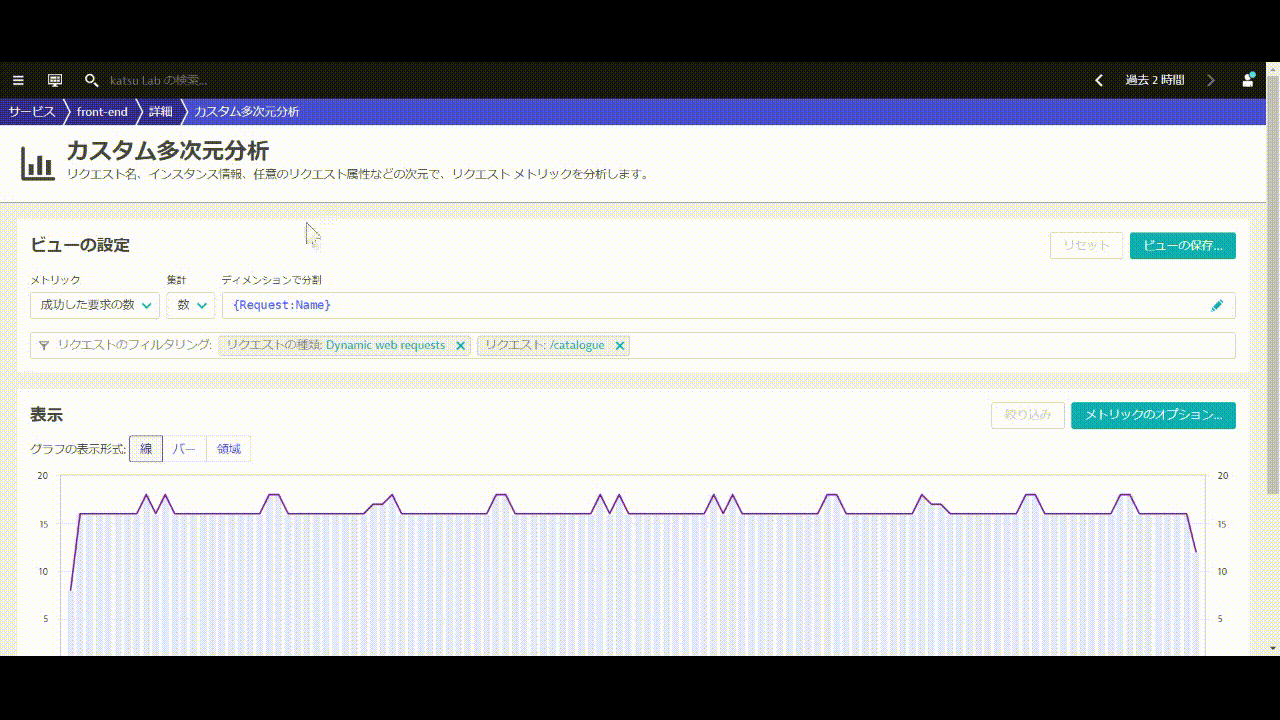 katsu Lab の検索... 過去 2 時間
サービス front-end 詳細 カスタム多次元分析
カスタム多次元分析
リクエスト名、インスタンス情報、任意のリクエスト属性などの次元で、リクエスト メトリックを分析します。
ビューの設定 リセット ビューの保存...
メトリック 集計 ディメンションで分割
成功した要求の数 数 {Request:Name}
リクエストのフィルタリング: リクエストの種類: Dynamic web requests リクエスト: /catalogue
表示 絞り込み メトリックのオプション...
グラフの表示形式: 線 バー 領域
20 20
15 15
10 10
5 5